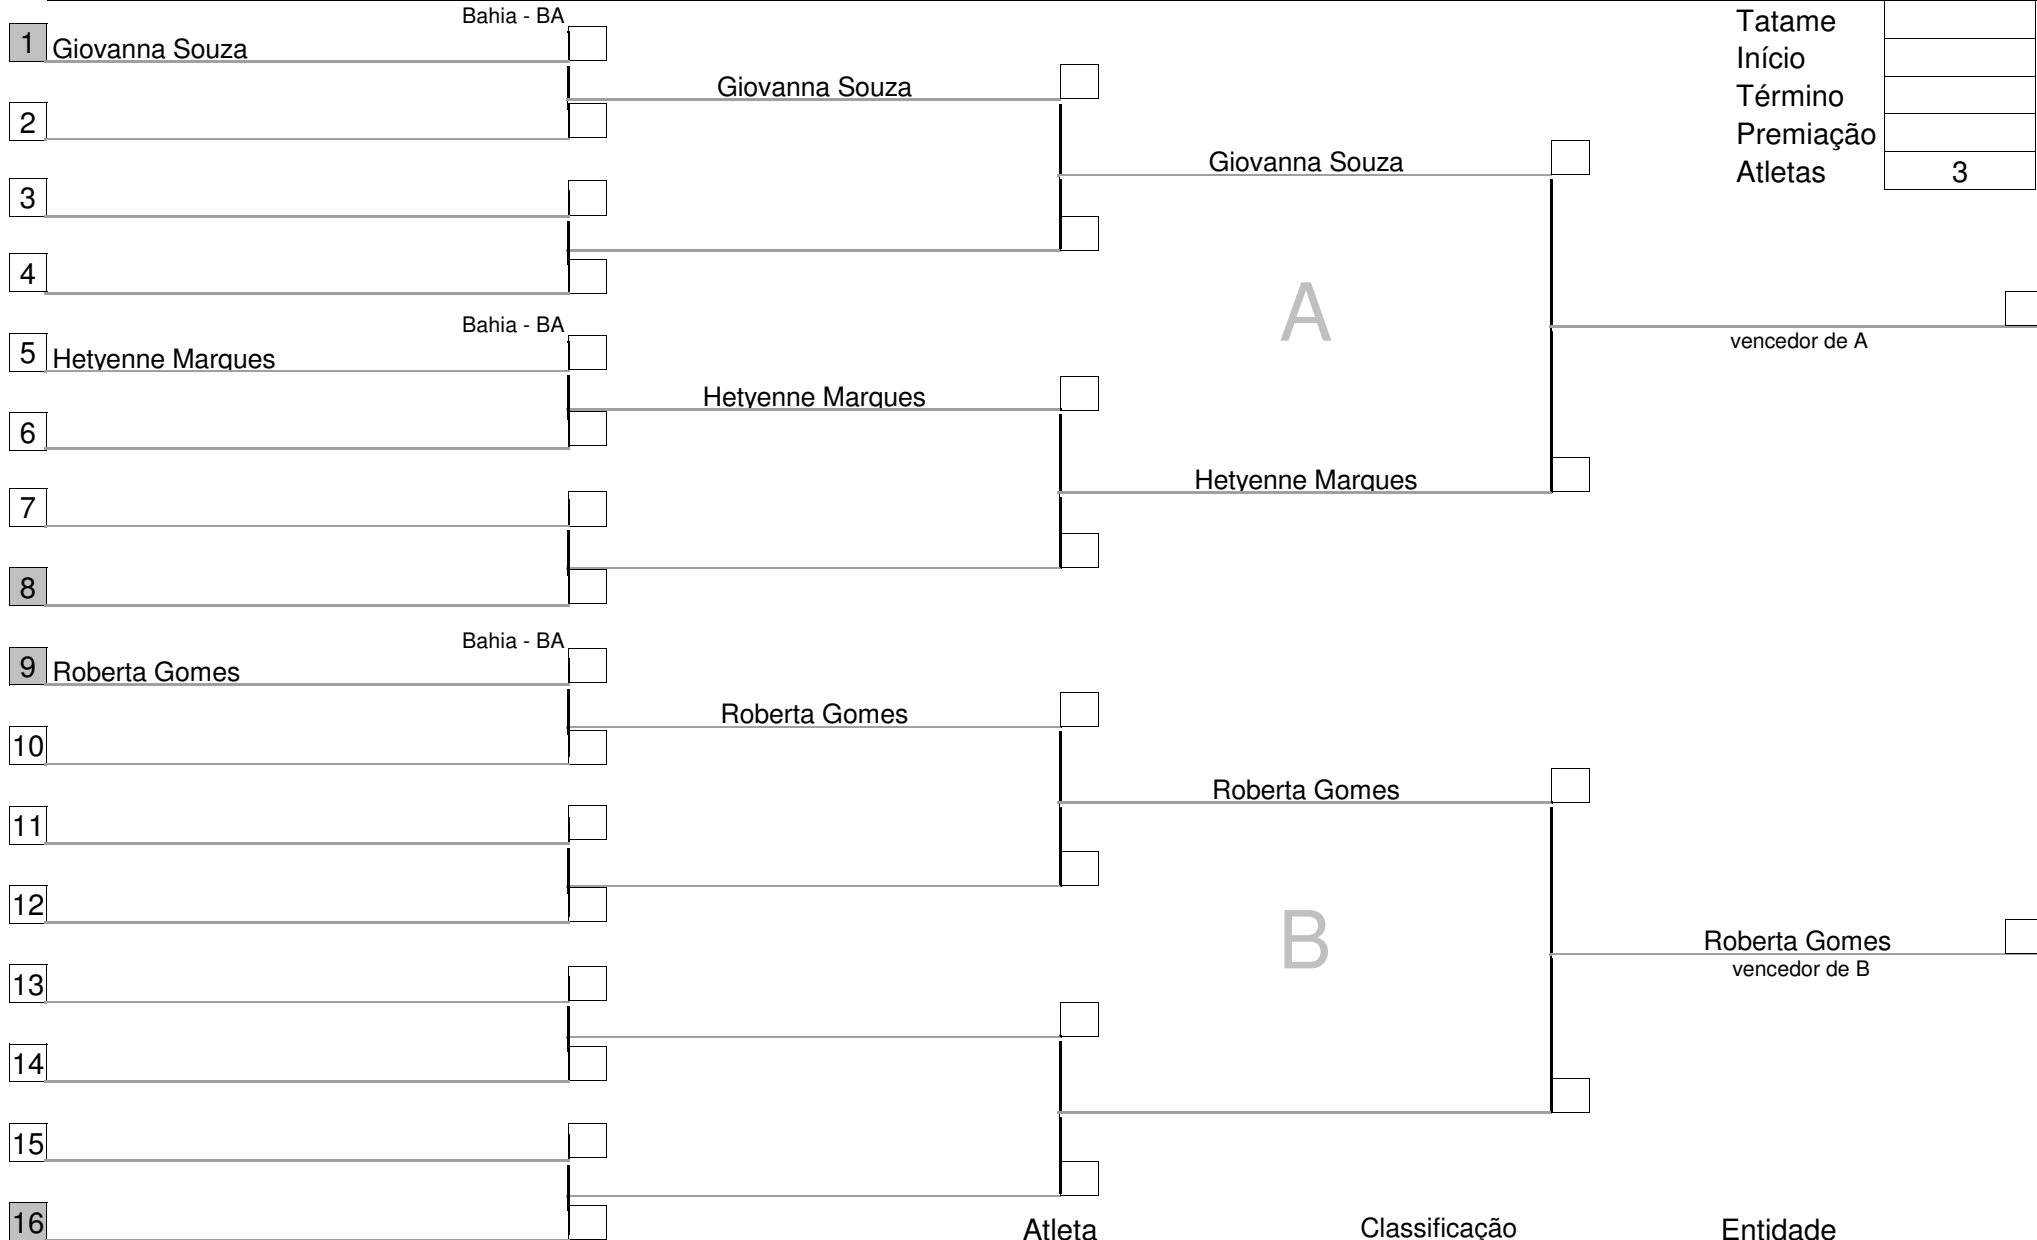 Bahia - BA
1 Giovanna Souza
Giovanna Souza
2
Giovanna Souza
3
4
Tatame
Início
Término
Premiação
Atletas 3
A
vencedor de A
Bahia - BA
5 Hetyenne Marques
Hetyenne Marques
6
Hetyenne Marques
7
8
Bahia - BA
9 Roberta Gomes
Roberta Gomes
10
Roberta Gomes
11
12
B
Roberta Gomes
vencedor de B
13
14
15
16
Atleta Classificação Entidade